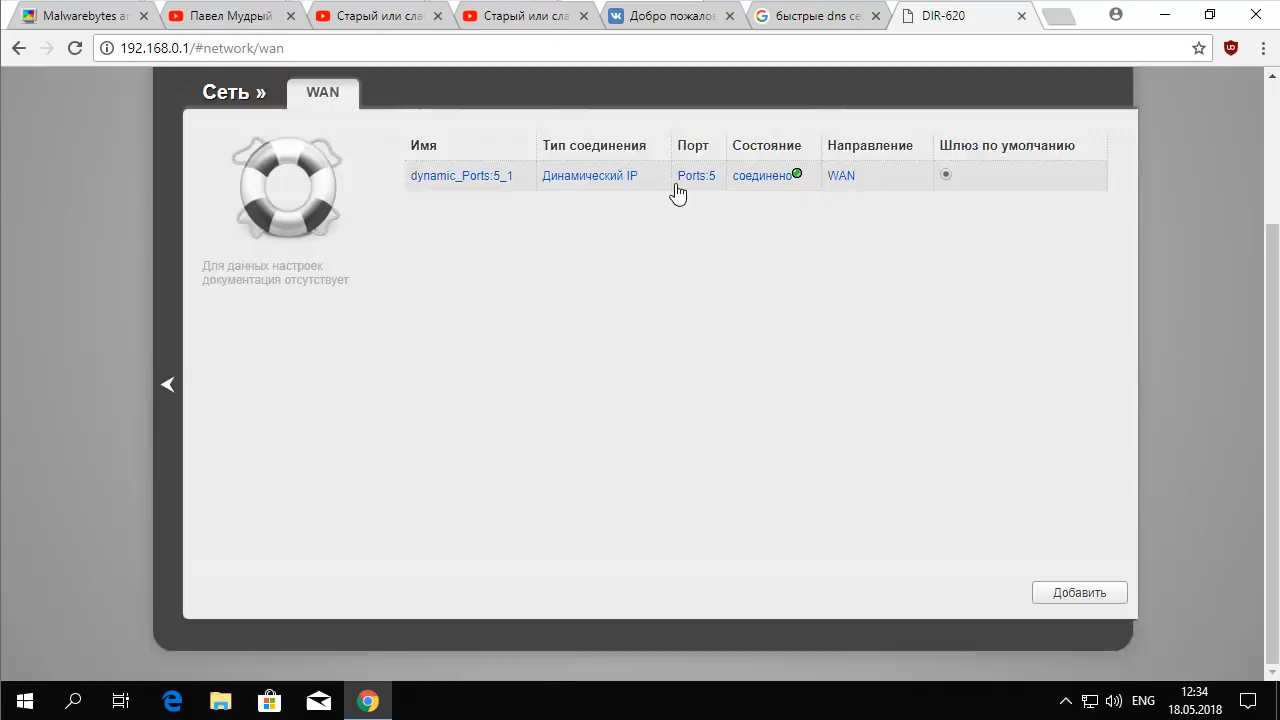 Malwarebytes an
Павел Мудрый
Старый или сла
Старый или сла
Добро пожалов
быстрые dns се
DIR-620
192.168.0.1/#network/wan
Сеть »
WAN
Имя
Тип соединения
Порт
Состояние
Направление
Шлюз по умолчанию
dynamic_Ports:5_1
Динамический IP
Ports:5
соединено
WAN
Для данных настроек
документация отсутствует
Добавить
ENG
12:34
18.05.2018